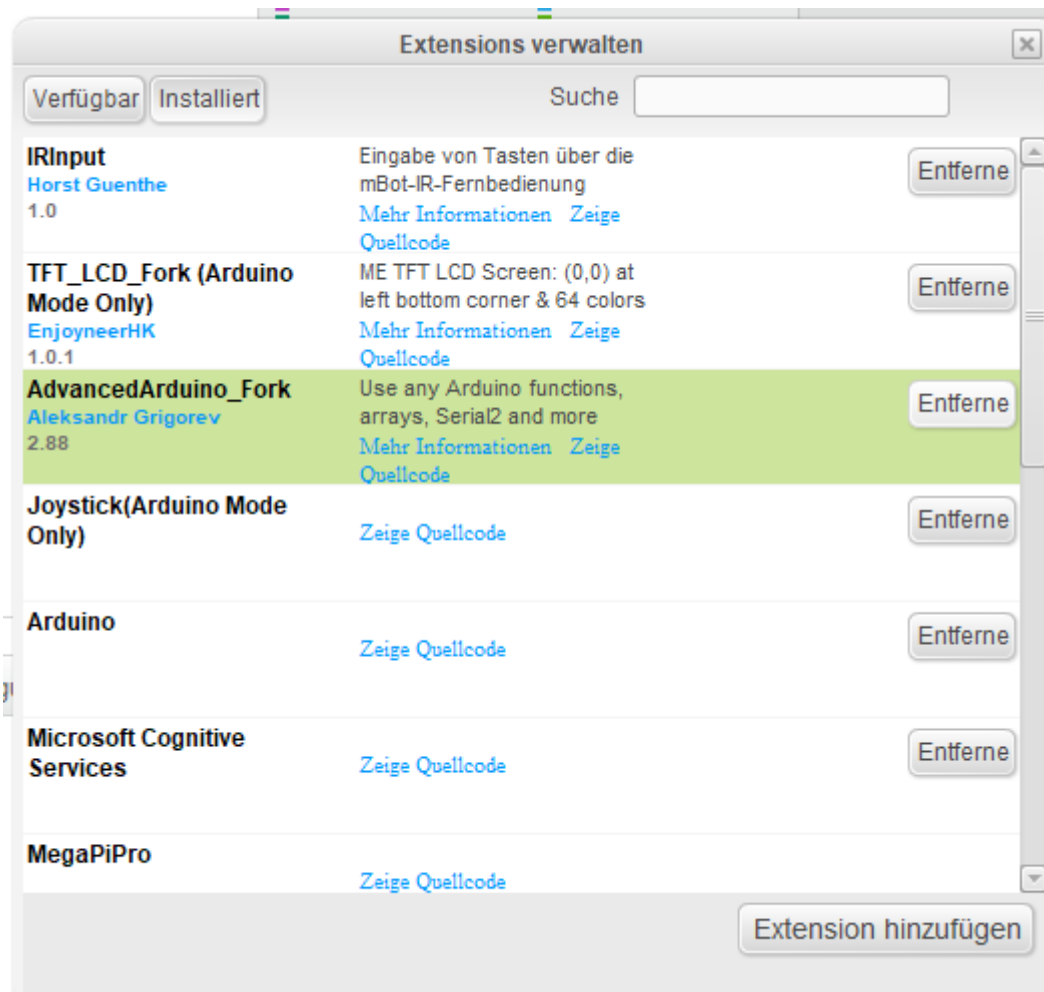 Extensions verwalten
Verfügbar Installiert Suche
IRInput
Horst Guenthe
1.0
Eingabe von Tasten über die
mBot-IR-Fernbedienung
Mehr Informationen Zeige
Quellcode
Entferne
TFT_LCD_Fork (Arduino
Mode Only)
EnjoyneerHK
1.0.1
ME TFT LCD Screen: (0,0) at
left bottom corner & 64 colors
Mehr Informationen Zeige
Quellcode
Entferne
AdvancedArduino_Fork
Aleksandr Grigorev
2.88
Use any Arduino functions,
arrays, Serial2 and more
Mehr Informationen Zeige
Quellcode
Entferne
Joystick(Arduino Mode
Only)
Zeige Quellcode
Entferne
Arduino
Zeige Quellcode
Entferne
Microsoft Cognitive
Services
Zeige Quellcode
Entferne
MegaPiPro
Zeige Quellcode
Extension hinzufügen